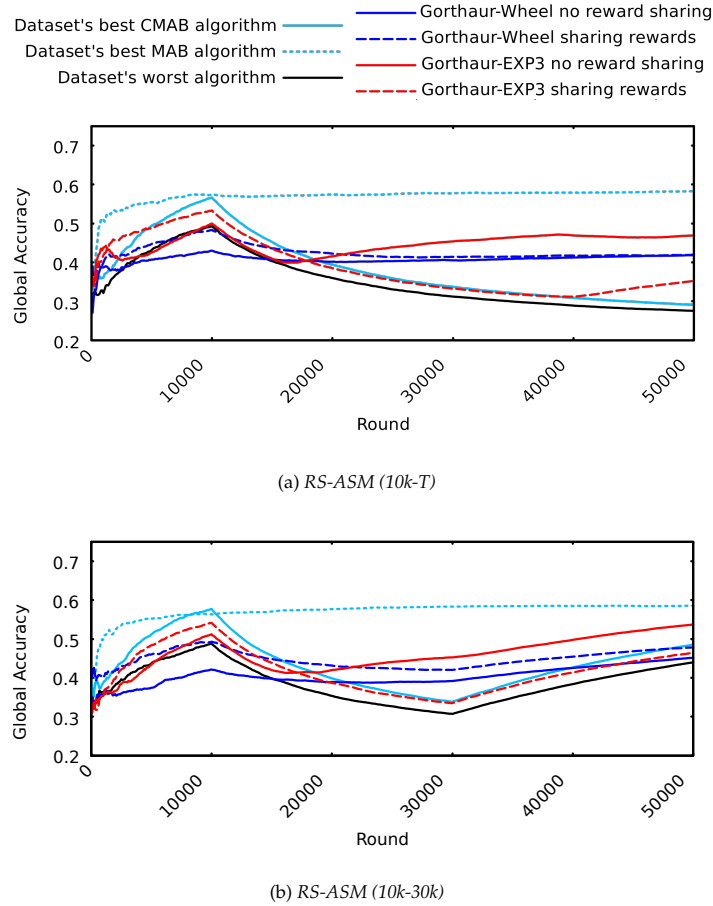 Dataset's best CMAB algorithm
Dataset's best MAB algorithm
Dataset's worst algorithm
Gorthaur-Wheel no reward sharing
Gorthaur-Wheel sharing rewards
Gorthaur-EXP3 no reward sharing
Gorthaur-EXP3 sharing rewards
Global Accuracy
0.7
0.6
0.5
0.4
0.3
0.2
0
10000
20000
30000
40000
50000
Round
(a) RS-ASM (10k-T)
Global Accuracy
0.7
0.6
0.5
0.4
0.3
0.2
0
10000
20000
30000
40000
50000
Round
(b) RS-ASM (10k-30k)